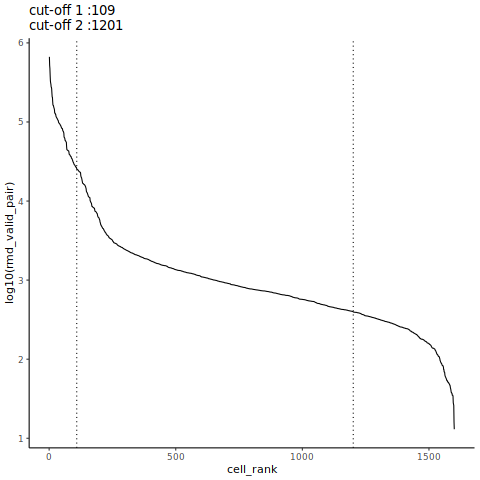 cut-off 1 :109
cut-off 2 :1201
log10(rmd_valid_pair)
6
5
4
3
2
1
0
500
1000
1500
cell_rank